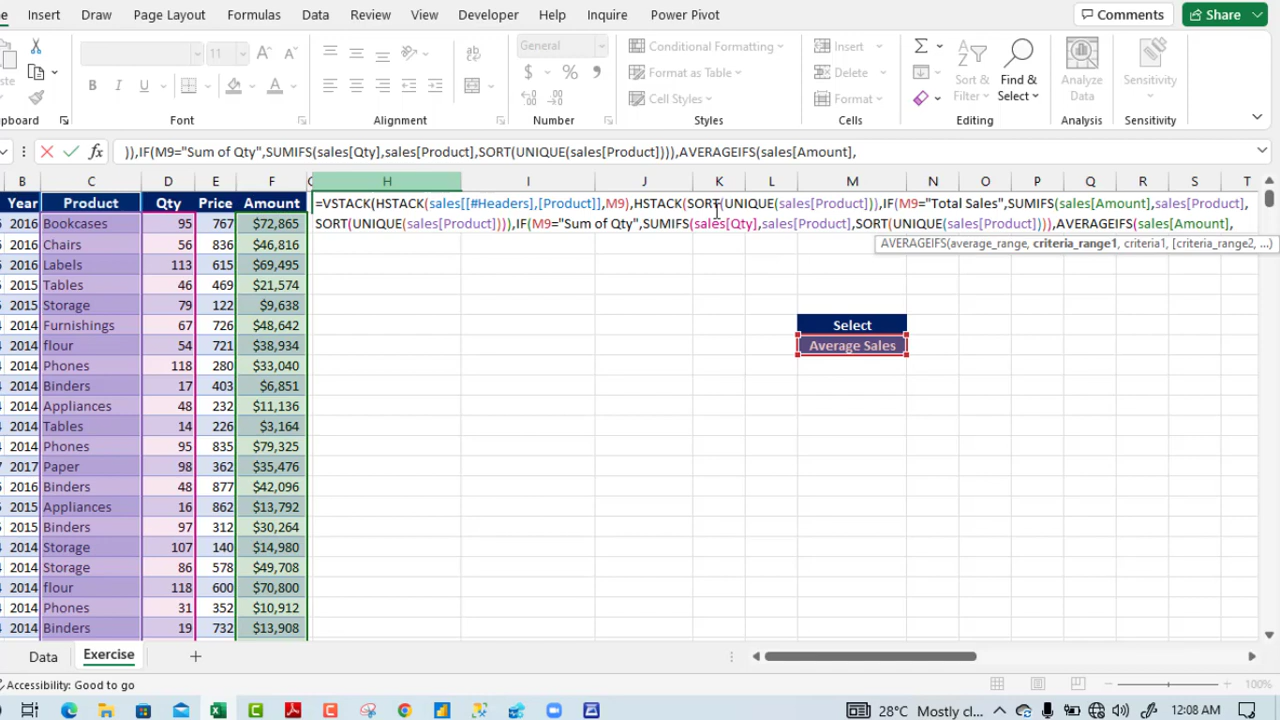 Insert Draw Page Layout Formulas Data Review View Developer Help Inquire Power Pivot Comments Share
11 A A General Conditional Formatting Insert
Format as Table Delete Sort & Find & Analyze Sensitivity
B I U A $ % Cell Styles Format Filter Select Data
Font Alignment Number Styles Cells Editing Analysis Sensitivity
fx )),IF(M9="Sum of Qty",SUMIFS(sales[Qty],sales[Product],SORT(UNIQUE(sales[Product]))),AVERAGEIFS(sales[Amount],
B C D E F G H I J K L M N O P Q R S T
Year Product Qty Price Amount =VSTACK(HSTACK(sales[[#Headers],[Product]],M9),HSTACK(SORT(UNIQUE(sales[Product])),IF(M9="Total Sales",SUMIFS(sales[Amount],sales[Product],
2016 Bookcases 95 767 $72,865 SORT(UNIQUE(sales[Product]))),IF(M9="Sum of Qty",SUMIFS(sales[Qty],sales[Product],SORT(UNIQUE(sales[Product]))),AVERAGEIFS(sales[Amount],
2016 Chairs 56 836 $46,816 AVERAGEIFS(average_range, criteria_range1, criteria1, [criteria_range2, ...)
2016 Labels 113 615 $69,495
2015 Tables 46 469 $21,574
2015 Storage 79 122 $9,638
2014 Furnishings 67 726 $48,642 Select
2014 flour 54 721 $38,934 Average Sales
2014 Phones 118 280 $33,040
2014 Binders 17 403 $6,851
2014 Appliances 48 232 $11,136
2014 Tables 14 226 $3,164
2014 Phones 95 835 $79,325
2017 Paper 98 362 $35,476
2016 Binders 48 877 $42,096
2015 Appliances 16 862 $13,792
2015 Binders 97 312 $30,264
2014 Storage 107 140 $14,980
2014 Storage 86 578 $49,708
2014 flour 118 600 $70,800
2014 Phones 31 352 $10,912
2014 Binders 19 732 $13,908
Data Exercise
Accessibility: Good to go 100%
28°C Mostly cl... 12:08 AM